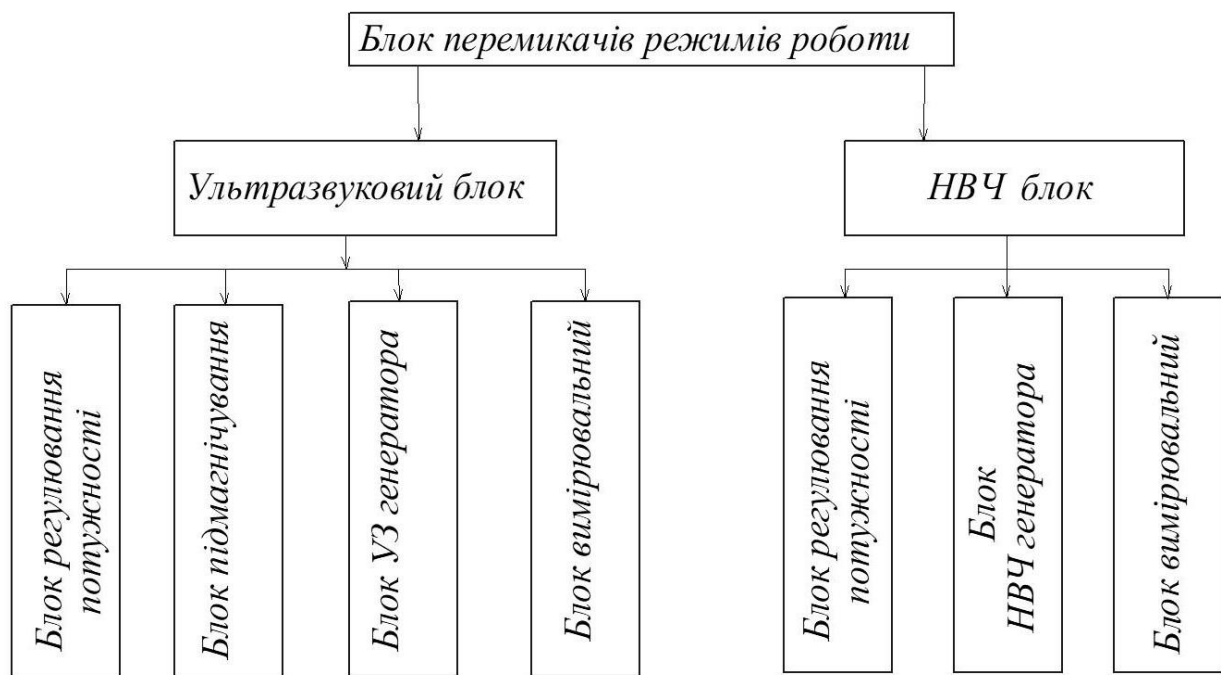 Блок перемикачів режимів роботи
Ультразвуковий блок
НВЧ блок
Блок регулювання
потужності
Блок підмагнічування
Блок УЗ генератора
Блок вимірювальний
Блок регулювання
потужності
Блок
НВЧ генератора
Блок вимірювальний